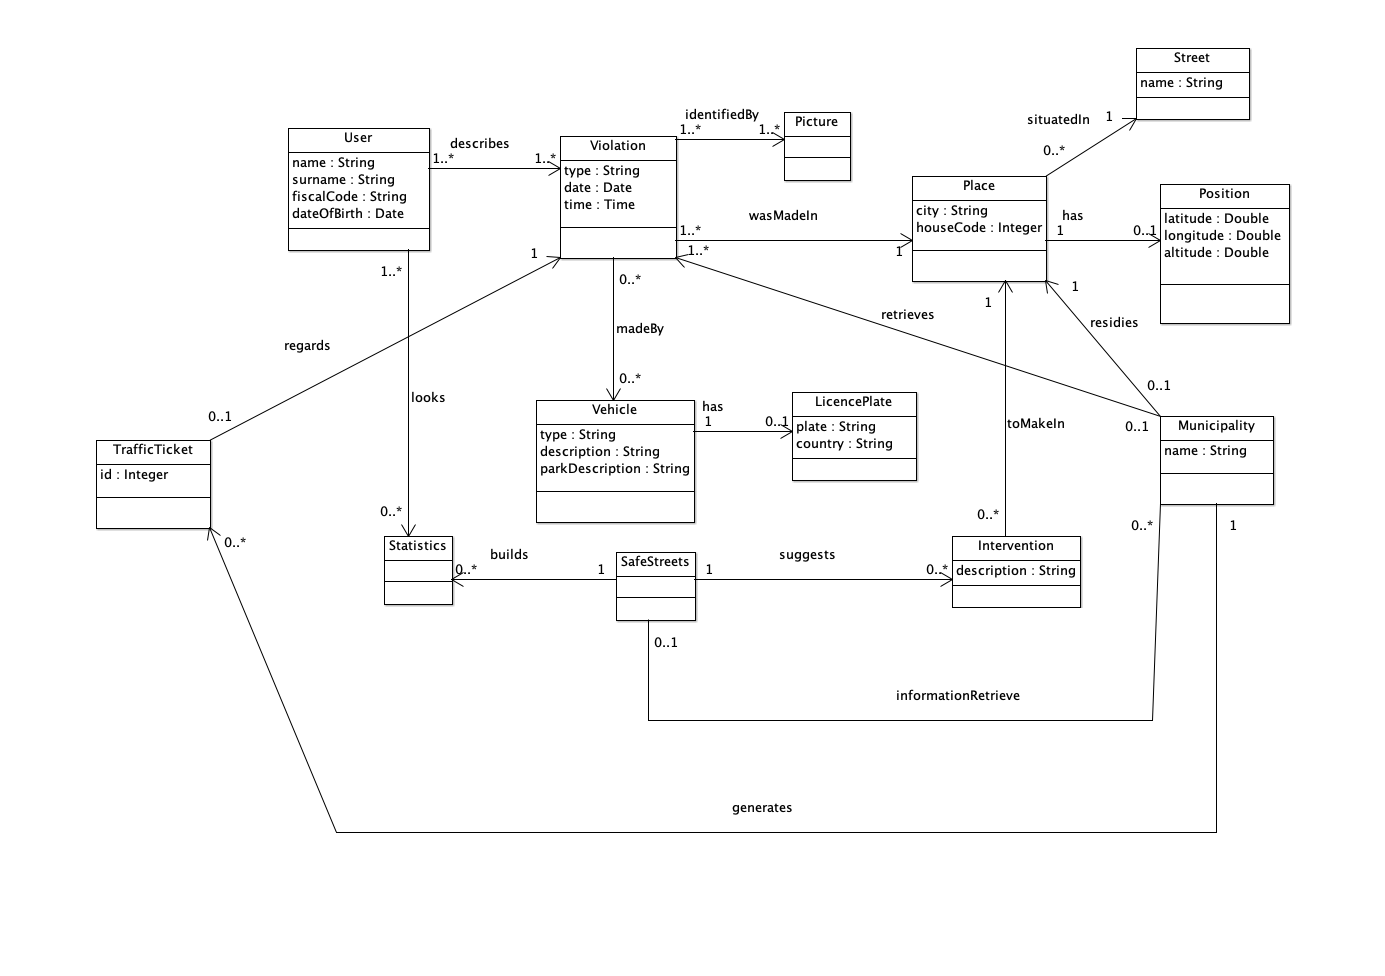 Street
name : String
situatedIn
1
0..*
identifiedBy
1..*
1..*
Picture
User
name : String
surname : String
fiscalCode : String
dateOfBirth : Date
describes
1..*
1..*
Violation
type : String
date : Date
time : Time
wasMadeIn
1..*
1
Place
city : String
houseCode : Integer
has
1
0..1
Position
latitude : Double
longitude : Double
altitude : Double
1..*
1
1..*
0..*
1
1
retrieves
residies
madeBy
regards
0..*
0..1
looks
0..1
0..1
toMakeIn
Vehicle
type : String
description : String
parkDescription : String
has
1
0..1
LicencePlate
plate : String
country : String
Municipality
name : String
TrafficTicket
id : Integer
0..*
0..*
0..*
0..*
1
Statistics
builds
0..*
1
SafeStreets
suggests
1
0..*
Intervention
description : String
0..1
informationRetrieve
generates